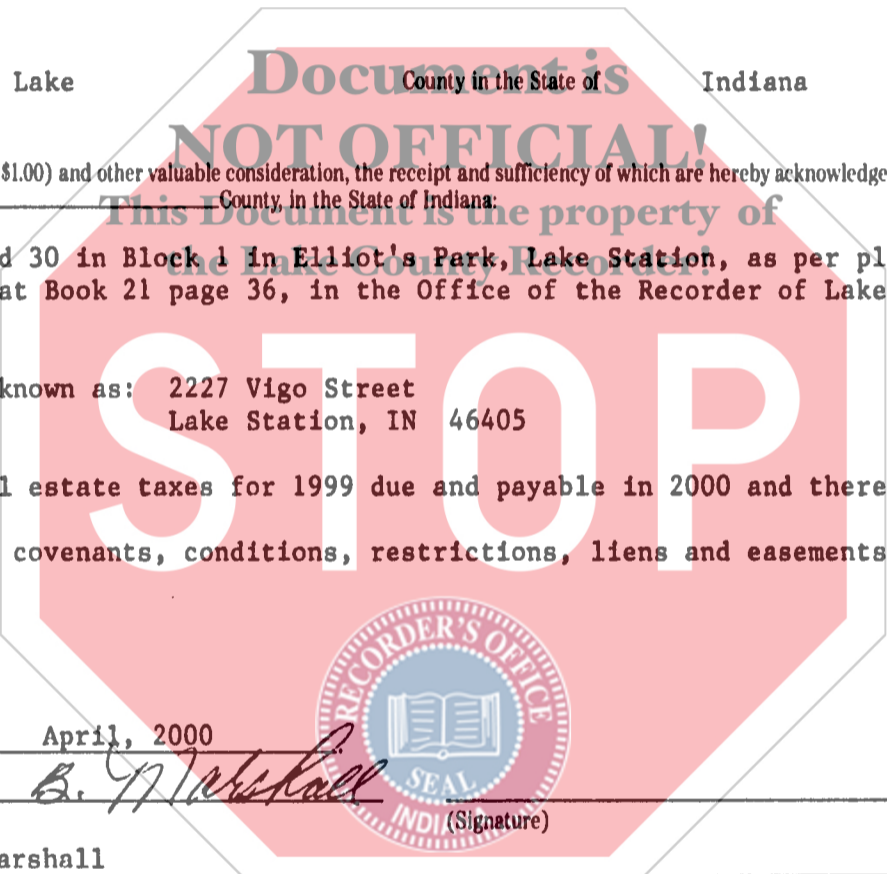 Document is
Lake County in the State of Indiana
NOT OFFICIAL!
$1.00) and other valuable consideration, the receipt and sufficiency of which are hereby acknowledge
This Document is the property of
County, in the State of Indiana:
the Lake County Recorder!
d 30 in Block 1 in Elliot's Park, Lake Station, as per pl
at Book 21 page 36, in the Office of the Recorder of Lake
STOP
known as: 2227 Vigo Street
Lake Station, IN 46405
l estate taxes for 1999 due and payable in 2000 and there
covenants, conditions, restrictions, liens and easements
RECORDER'S OFFICE
SEAL
INDIANA
April, 2000
B. Marshall
(Signature)
arshall